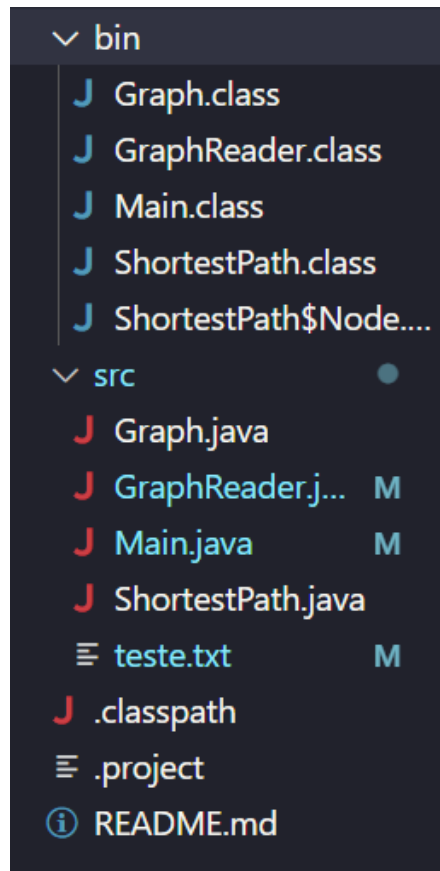 bin
Graph.class
GraphReader.class
Main.class
ShortestPath.class
ShortestPath$Node....
src
Graph.java
GraphReader.j... M
Main.java M
ShortestPath.java
teste.txt M
.classpath
.project
README.md